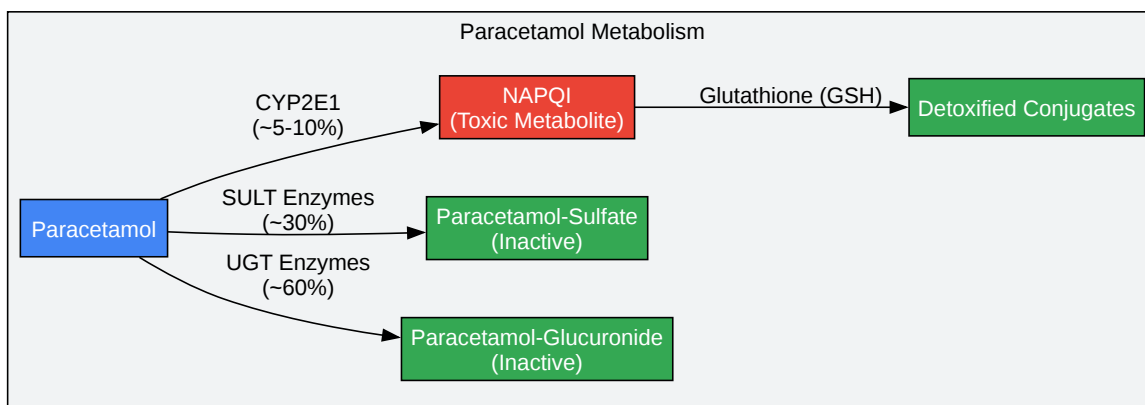 Paracetamol Metabolism
CYP2E1
(~5-10%)
NAPQI
(Toxic Metabolite)
Glutathione (GSH)
Detoxified Conjugates
Paracetamol
SULT Enzymes
(~30%)
Paracetamol-Sulfate
(Inactive)
UGT Enzymes
(~60%)
Paracetamol-Glucuronide
(Inactive)